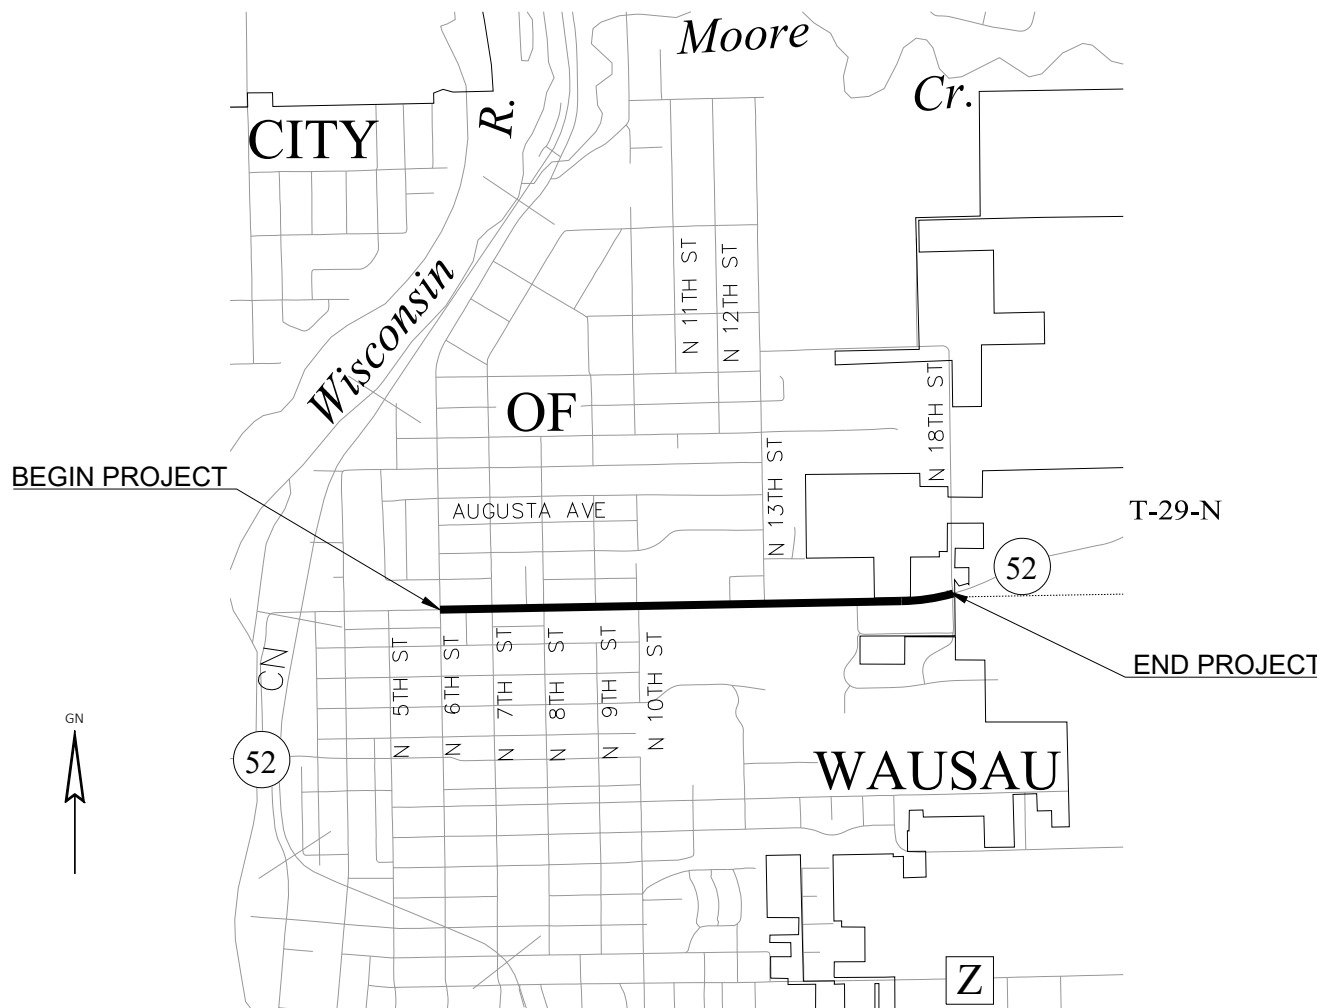 Moore
Cr.
CITY
R.
Wisconsin
N 11TH ST
N 12TH ST
OF
N 18TH ST
N 13TH ST
BEGIN PROJECT
AUGUSTA AVE
T-29-N
52
END PROJECT
CN
N 5TH ST
N 6TH ST
N 7TH ST
N 8TH ST
N 9TH ST
N 10TH ST
GN
52
WAUSAU
Z